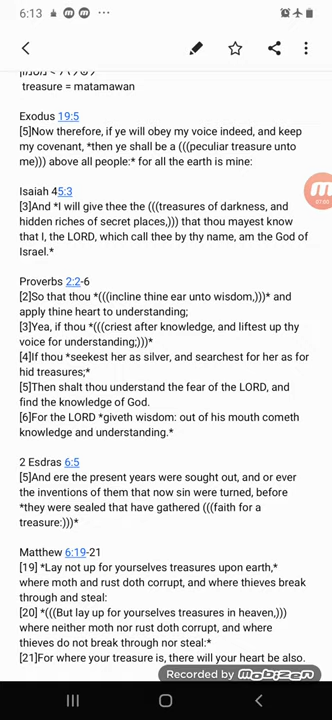 6:13
treasure = matamawan
Exodus 19:5
[5]Now therefore, if ye will obey my voice indeed, and keep
my covenant, *then ye shall be a (((peculiar treasure unto
me))) above all people:* for all the earth is mine:
Isaiah 45:3
[3]And *I will give thee the (((treasures of darkness, and
hidden riches of secret places,))) that thou mayest know
that I, the LORD, which call thee by thy name, am the God of
Israel.*
Proverbs 2:2-6
[2]So that thou *(((incline thine ear unto wisdom,)))* and
apply thine heart to understanding;
[3]Yea, if thou *(((criest after knowledge, and liftest up thy
voice for understanding;)))*
[4]If thou *seekest her as silver, and searchest for her as for
hid treasures;*
[5]Then shalt thou understand the fear of the LORD, and
find the knowledge of God.
[6]For the LORD *giveth wisdom: out of his mouth cometh
knowledge and understanding.*
2 Esdras 6:5
[5]And ere the present years were sought out, and or ever
the inventions of them that now sin were turned, before
*they were sealed that have gathered (((faith for a
treasure:)))*
Matthew 6:19-21
[19] *Lay not up for yourselves treasures upon earth,*
where moth and rust doth corrupt, and where thieves break
through and steal:
[20] *(((But lay up for yourselves treasures in heaven,)))
where neither moth nor rust doth corrupt, and where
thieves do not break through nor steal:*
[21]For where your treasure is, there will your heart be also.
Recorded by mobizen